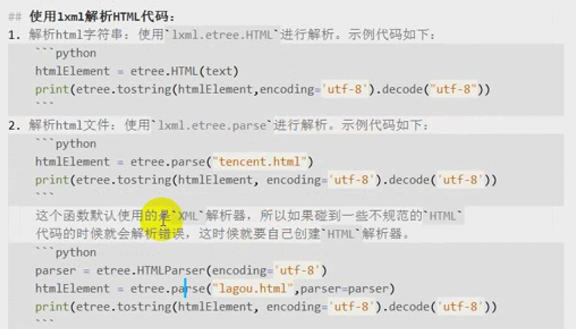 ## 使用lxml解析HTML代码：
1. 解析html字符串：使用`lxml.etree.HTML`进行解析。示例代码如下：
```python
htmlElement = etree.HTML(text)
print(etree.tostring(htmlElement,encoding='utf-8').decode("utf-8"))
```
2. 解析html文件：使用`lxml.etree.parse`进行解析。示例代码如下：
```python
htmlElement = etree.parse("tencent.html")
print(etree.tostring(htmlElement, encoding='utf-8').decode('utf-8'))
```
这个函数默认使用的是`XML`解析器，所以如果碰到一些不规范的`HTML`
代码的时候就会解析错误，这时候就要自己创建`HTML`解析器。
```python
parser = etree.HTMLParser(encoding='utf-8')
htmlElement = etree.parse("lagou.html",parser=parser)
print(etree.tostring(htmlElement, encoding='utf-8').decode('utf-8'))
```